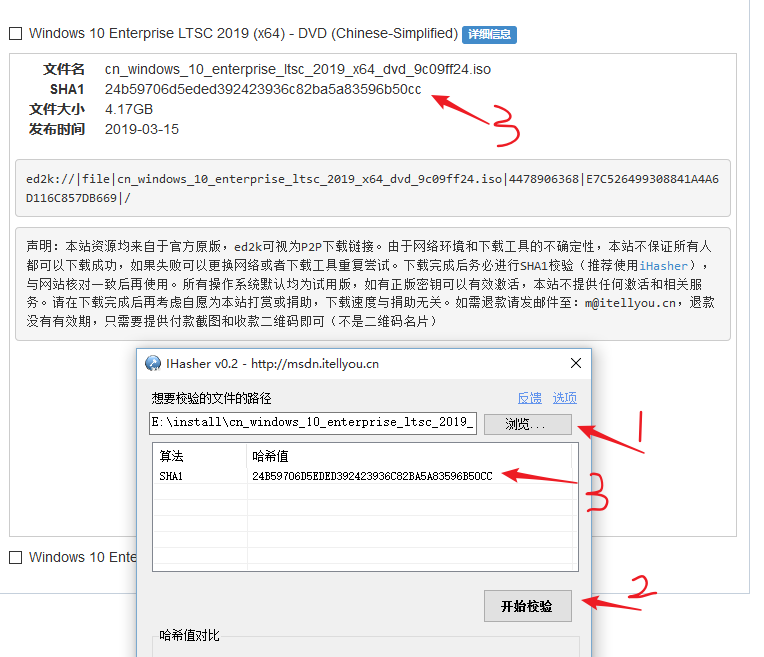 Windows 10 Enterprise LTSC 2019 (x64) - DVD (Chinese-Simplified) 详细信息
文件名 cn_windows_10_enterprise_ltsc_2019_x64_dvd_9c09ff24.iso
SHA1 24b59706d5eded392423936c82ba5a83596b50cc
文件大小 4.17GB
发布时间 2019-03-15
3
ed2k://|file|cn_windows_10_enterprise_ltsc_2019_x64_dvd_9c09ff24.iso|4478906368|E7C526499308841A4A6
D116C857DB669|/
声明：本站资源均来自于官方原版，ed2k可视为P2P下载链接。由于网络环境和下载工具的不确定性，本站不保证所有人
都可以下载成功，如果失败可以更换网络或者下载工具重复尝试。下载完成后务必进行SHA1校验（推荐使用iHasher），
与网站核对一致后再使用。所有操作系统默认均为试用版，如有正版密钥可以有效激活，本站不提供任何激活和相关服
务。请在下载完成后再考虑自愿为本站打赏或捐助，下载速度与捐助无关。如需退款请发邮件至：m@itellyou.cn，退款
没有有效期，只需要提供付款截图和收款二维码即可（不是二维码名片）
IHasher v0.2 - http://msdn.itellyou.cn
想要校验的文件的路径 反馈 选项
E:\install\cn_windows_10_enterprise_ltsc_2019_ 浏览... 1
算法 哈希值
SHA1 24B59706D5EDED392423936C82BA5A83596B50CC 3
Windows 10 Ente
开始校验 2
哈希值对比